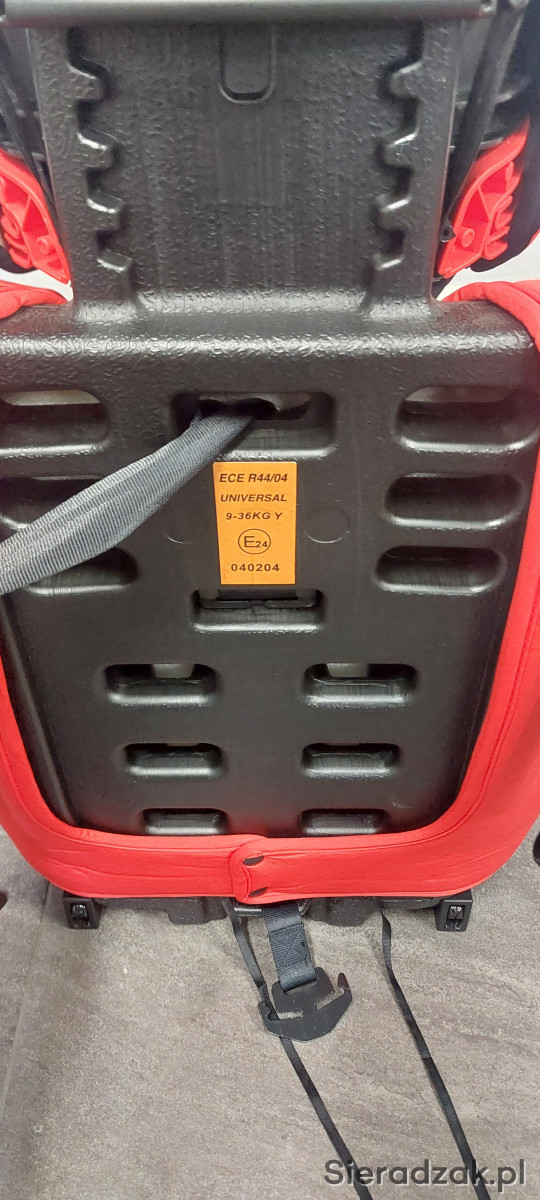 ECE R44/04
UNIVERSAL
9-36KG Y
E24
040204
Sieradzak.pl